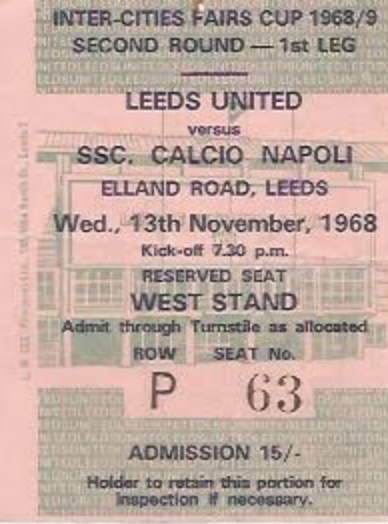 INTER-CITIES FAIRS CUP 1968/9
SECOND ROUND — 1st LEG
LEEDS UNITED
versus
SSC. CALCIO NAPOLI
ELLAND ROAD, LEEDS
Wed., 13th November, 1968
Kick-off 7.30 p.m.
RESERVED SEAT
WEST STAND
Admit through Turnstile as allocated
ROW SEAT No.
P 63
ADMISSION 15/-
Holder to retain this portion for
inspection if necessary.